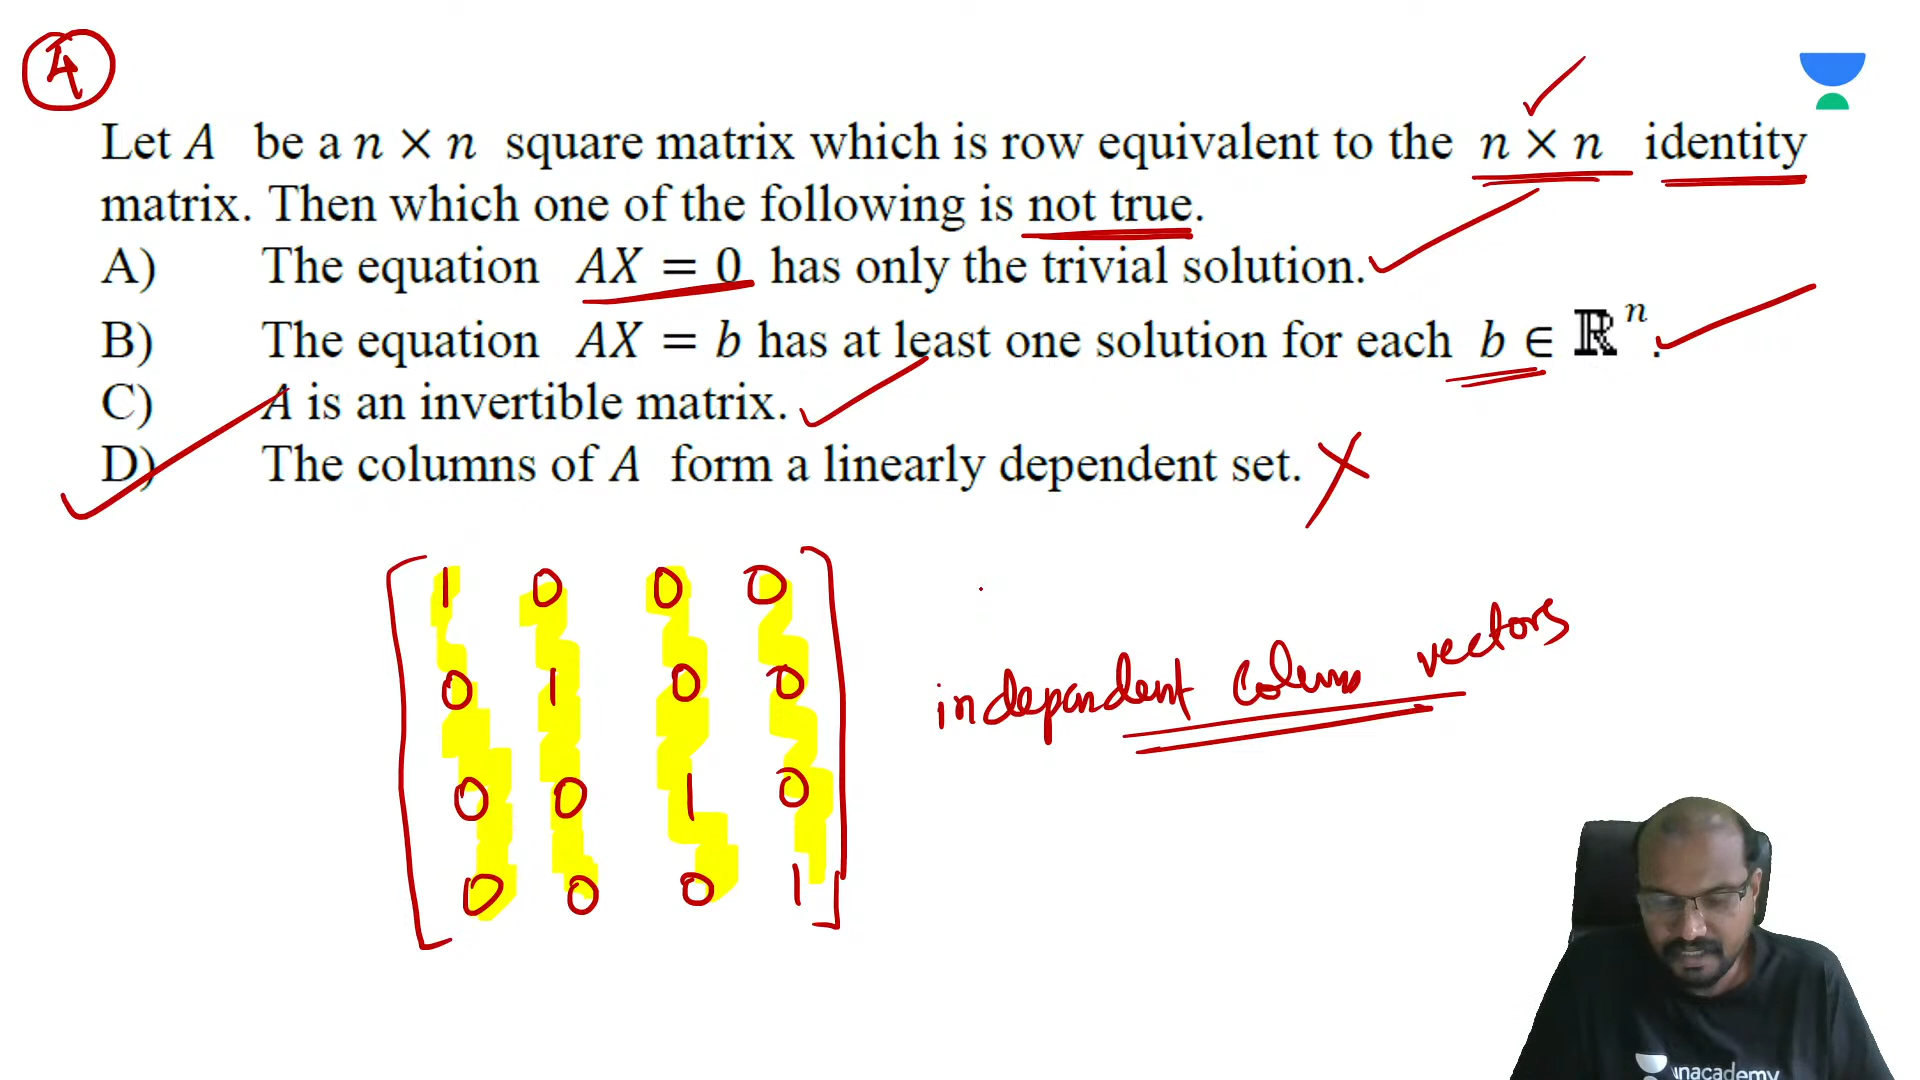 4
Let A be a n × n square matrix which is row equivalent to the n × n identity
matrix. Then which one of the following is not true.
A) The equation AX = 0 has only the trivial solution.
B) The equation AX = b has at least one solution for each b ∈ ℝⁿ.
C) A is an invertible matrix.
D) The columns of A form a linearly dependent set.
1 0 0 0
0 1 0 0
0 0 1 0
0 0 0 1
independent column vectors
unacademy